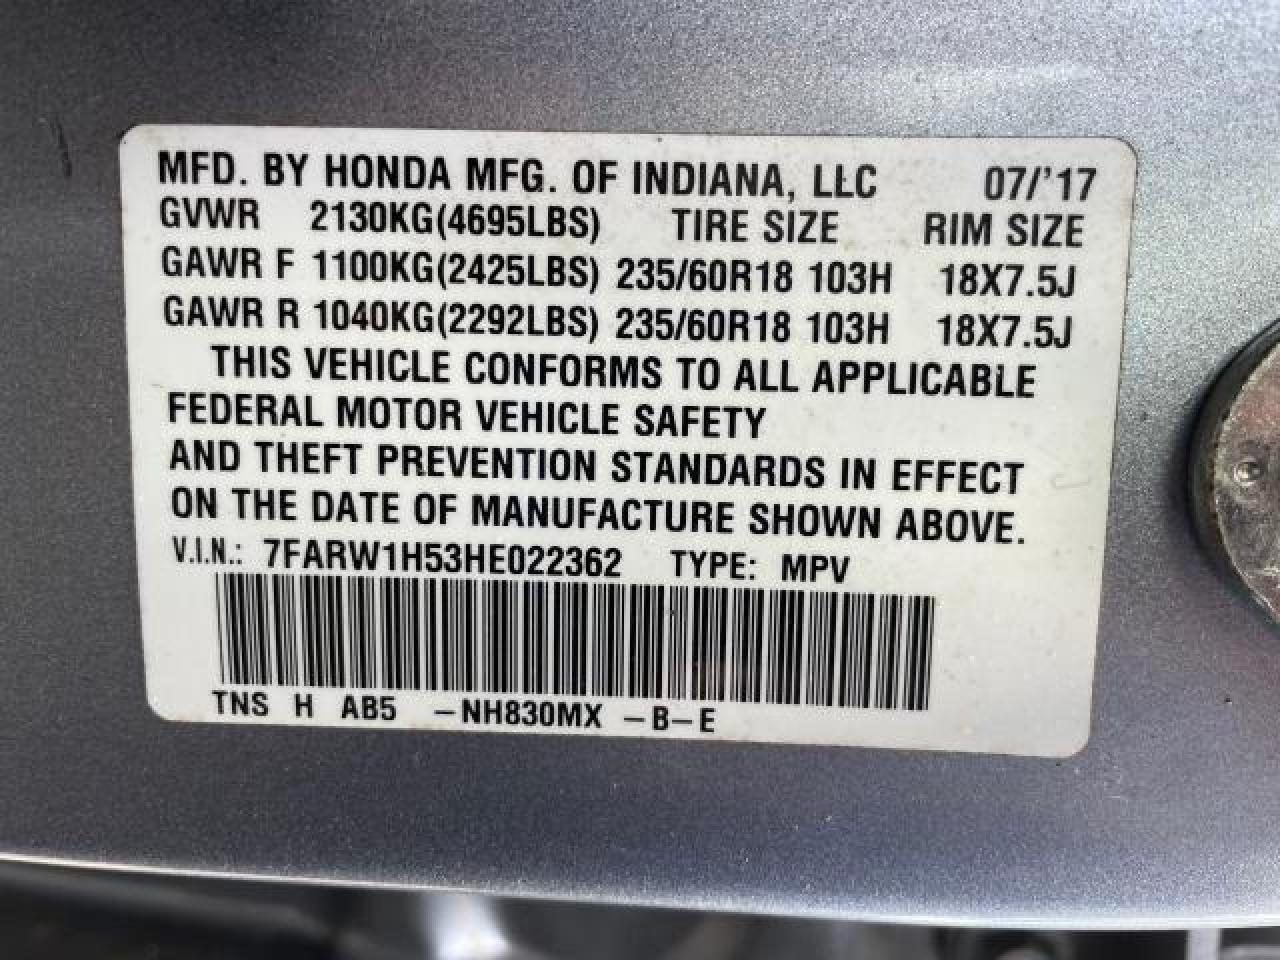 MFD. BY HONDA MFG. OF INDIANA, LLC 07/'17
GVWR 2130KG(4695LBS) TIRE SIZE RIM SIZE
GAWR F 1100KG(2425LBS) 235/60R18 103H 18X7.5J
GAWR R 1040KG(2292LBS) 235/60R18 103H 18X7.5J
THIS VEHICLE CONFORMS TO ALL APPLICABLE
FEDERAL MOTOR VEHICLE SAFETY
AND THEFT PREVENTION STANDARDS IN EFFECT
ON THE DATE OF MANUFACTURE SHOWN ABOVE.
V.I.N.: 7FARW1H53HE022362 TYPE: MPV
TNS H AB5 -NH830MX -B-E